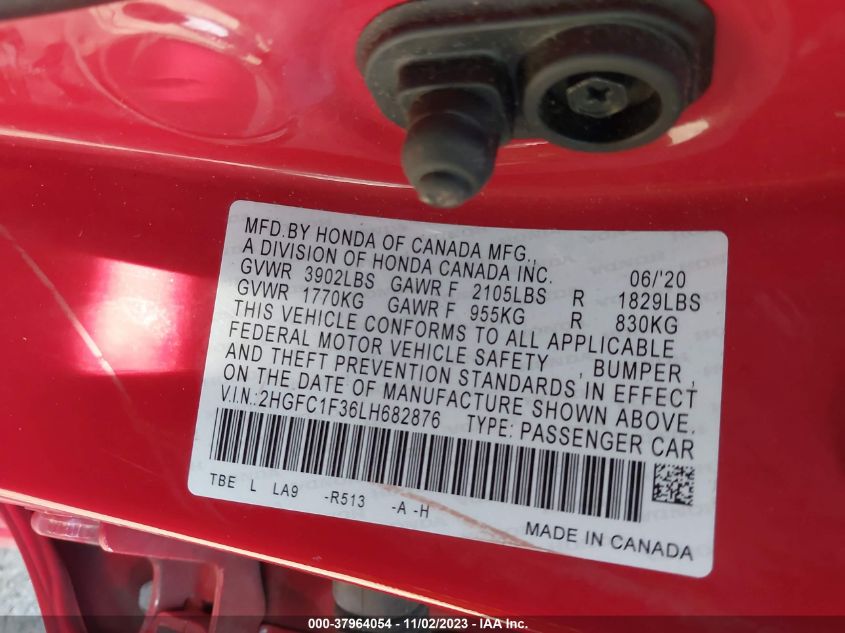 MFD.BY HONDA OF CANADA MFG.,
A DIVISION OF HONDA CANADA INC. 06/'20
GVWR 3902LBS GAWR F 2105LBS R 1829LBS
GVWR 1770KG GAWR F 955KG R 830KG
THIS VEHICLE CONFORMS TO ALL APPLICABLE
FEDERAL MOTOR VEHICLE SAFETY , BUMPER ,
AND THEFT PREVENTION STANDARDS IN EFFECT
ON THE DATE OF MANUFACTURE SHOWN ABOVE.
V.I.N.:2HGFC1F36LH682876 TYPE: PASSENGER CAR
TBE L LA9 -R513 -A -H
MADE IN CANADA
000-37964054 - 11/02/2023 - IAA Inc.